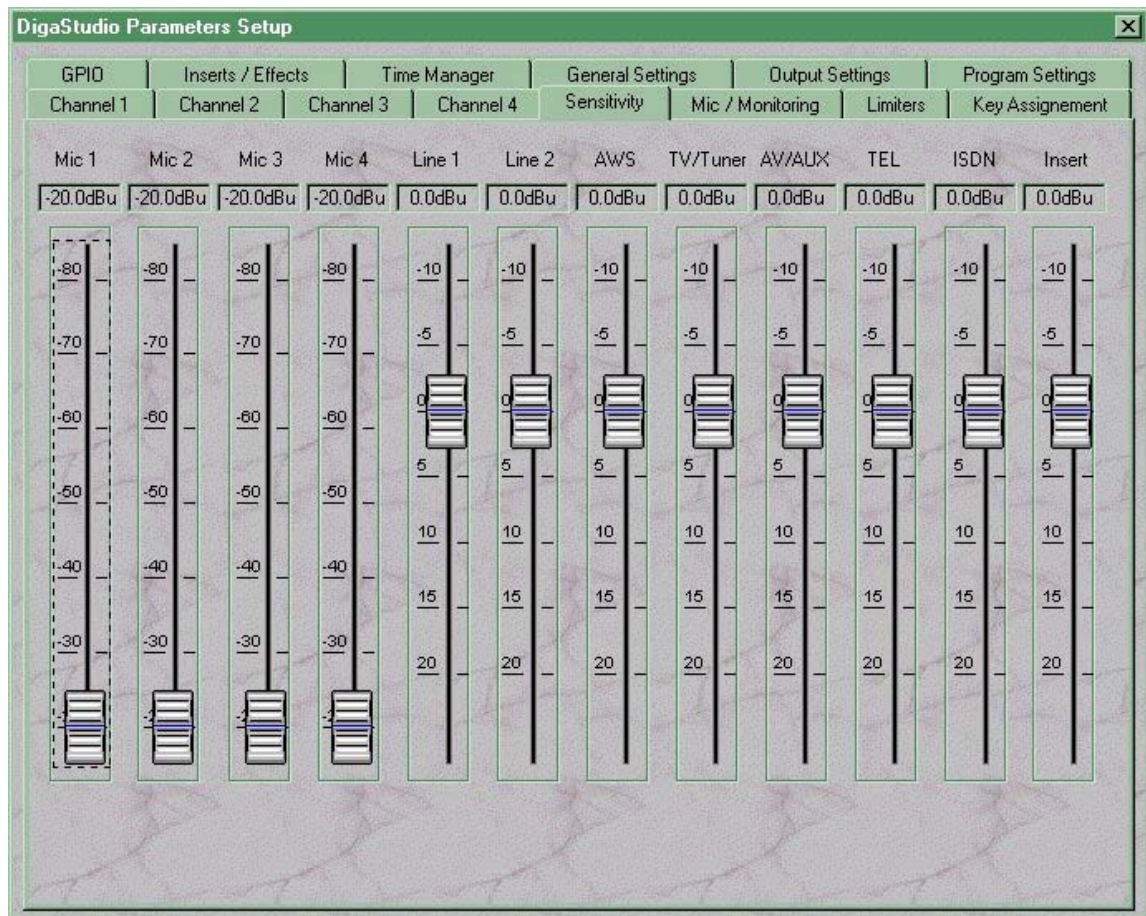 DigaStudio Parameters Setup
GPIO Inserts / Effects Time Manager General Settings Output Settings Program Settings
Channel 1 Channel 2 Channel 3 Channel 4 Sensitivity Mic / Monitoring Limiters Key Assignement
Mic 1 Mic 2 Mic 3 Mic 4 Line 1 Line 2 AWS TV/Tuner AV/AUX TEL ISDN Insert
-20.0dBu -20.0dBu -20.0dBu -20.0dBu 0.0dBu 0.0dBu 0.0dBu 0.0dBu 0.0dBu 0.0dBu 0.0dBu 0.0dBu
-80 -80 -80 -80 -10 -10 -10 -10 -10 -10 -10 -10
-70 -70 -70 -70 -5 -5 -5 -5 -5 -5 -5 -5
0 0 0 0 0 0 0 0
-60 -60 -60 -60
5 5 5 5 5 5 5 5
-50 -50 -50 -50
10 10 10 10 10 10 10 10
-40 -40 -40 -40
15 15 15 15 15 15 15 15
-30 -30 -30 -30
20 20 20 20 20 20 20 20